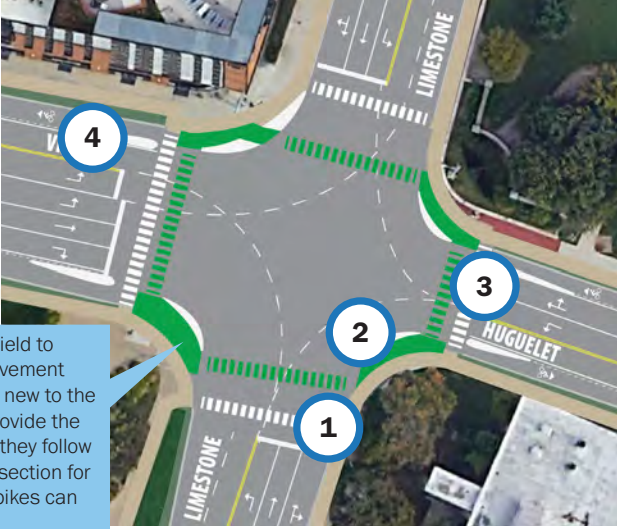 LIMESTONE
4
3
HUGUELET
2
1
LIMESTONE
ield to
vement
new to the
ovide the
they follow
section for
bikes can